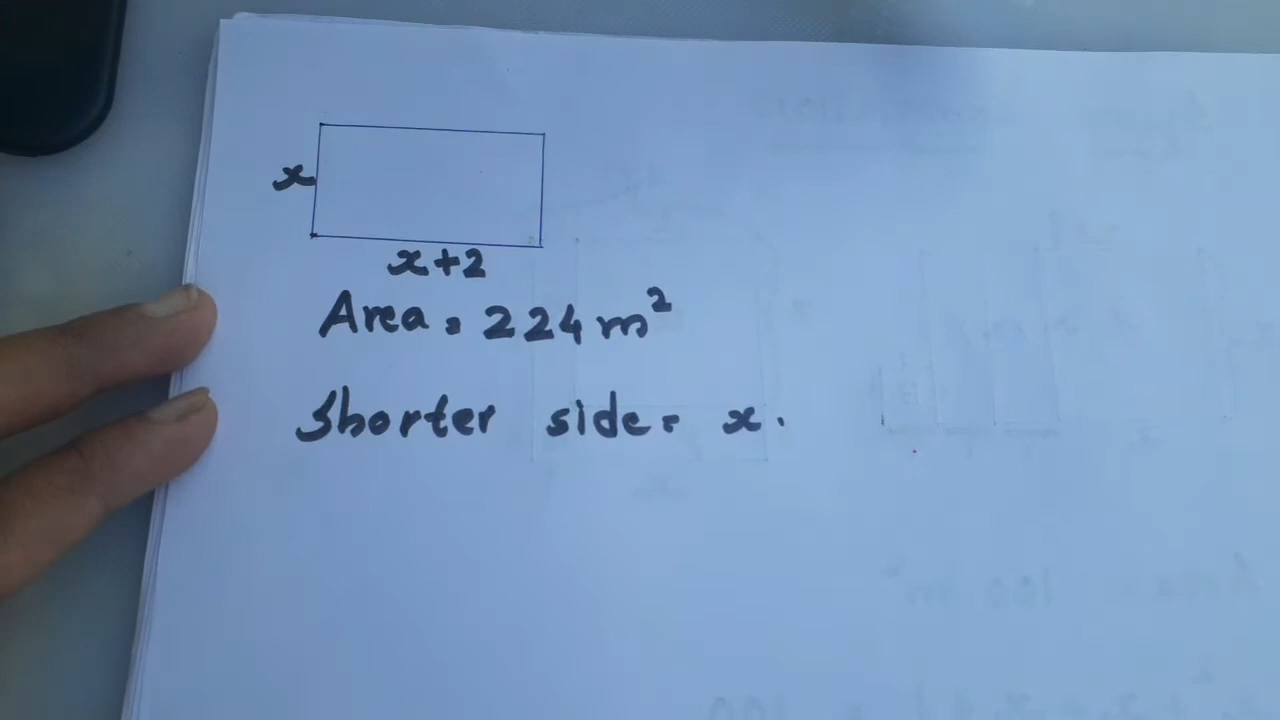 x
x+2
Area = 224 m²
Shorter side = x.